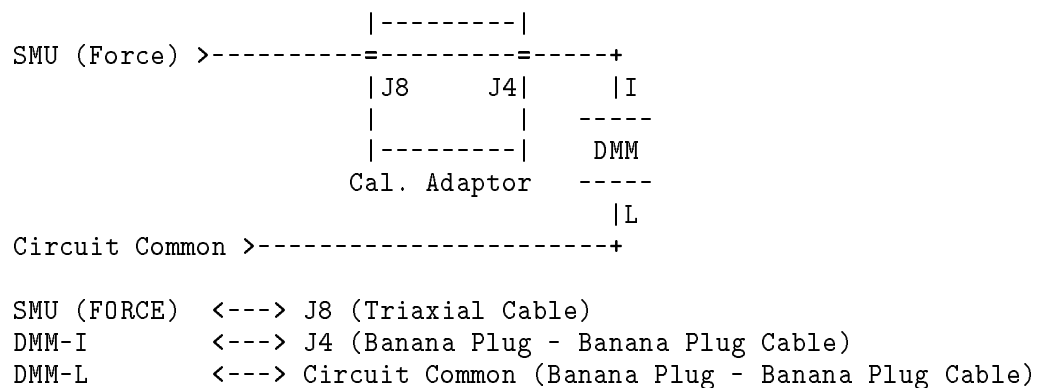 |---------|
SMU (Force) >----------=---------=-----+
                       |J8     J4|     |I
                       |         |   -----
                       |---------|    DMM
                      Cal. Adaptor   -----
                                       |L
Circuit Common >-----------------------+
SMU (FORCE)  <---> J8 (Triaxial Cable)
DMM-I        <---> J4 (Banana Plug - Banana Plug Cable)
DMM-L        <---> Circuit Common (Banana Plug - Banana Plug Cable)